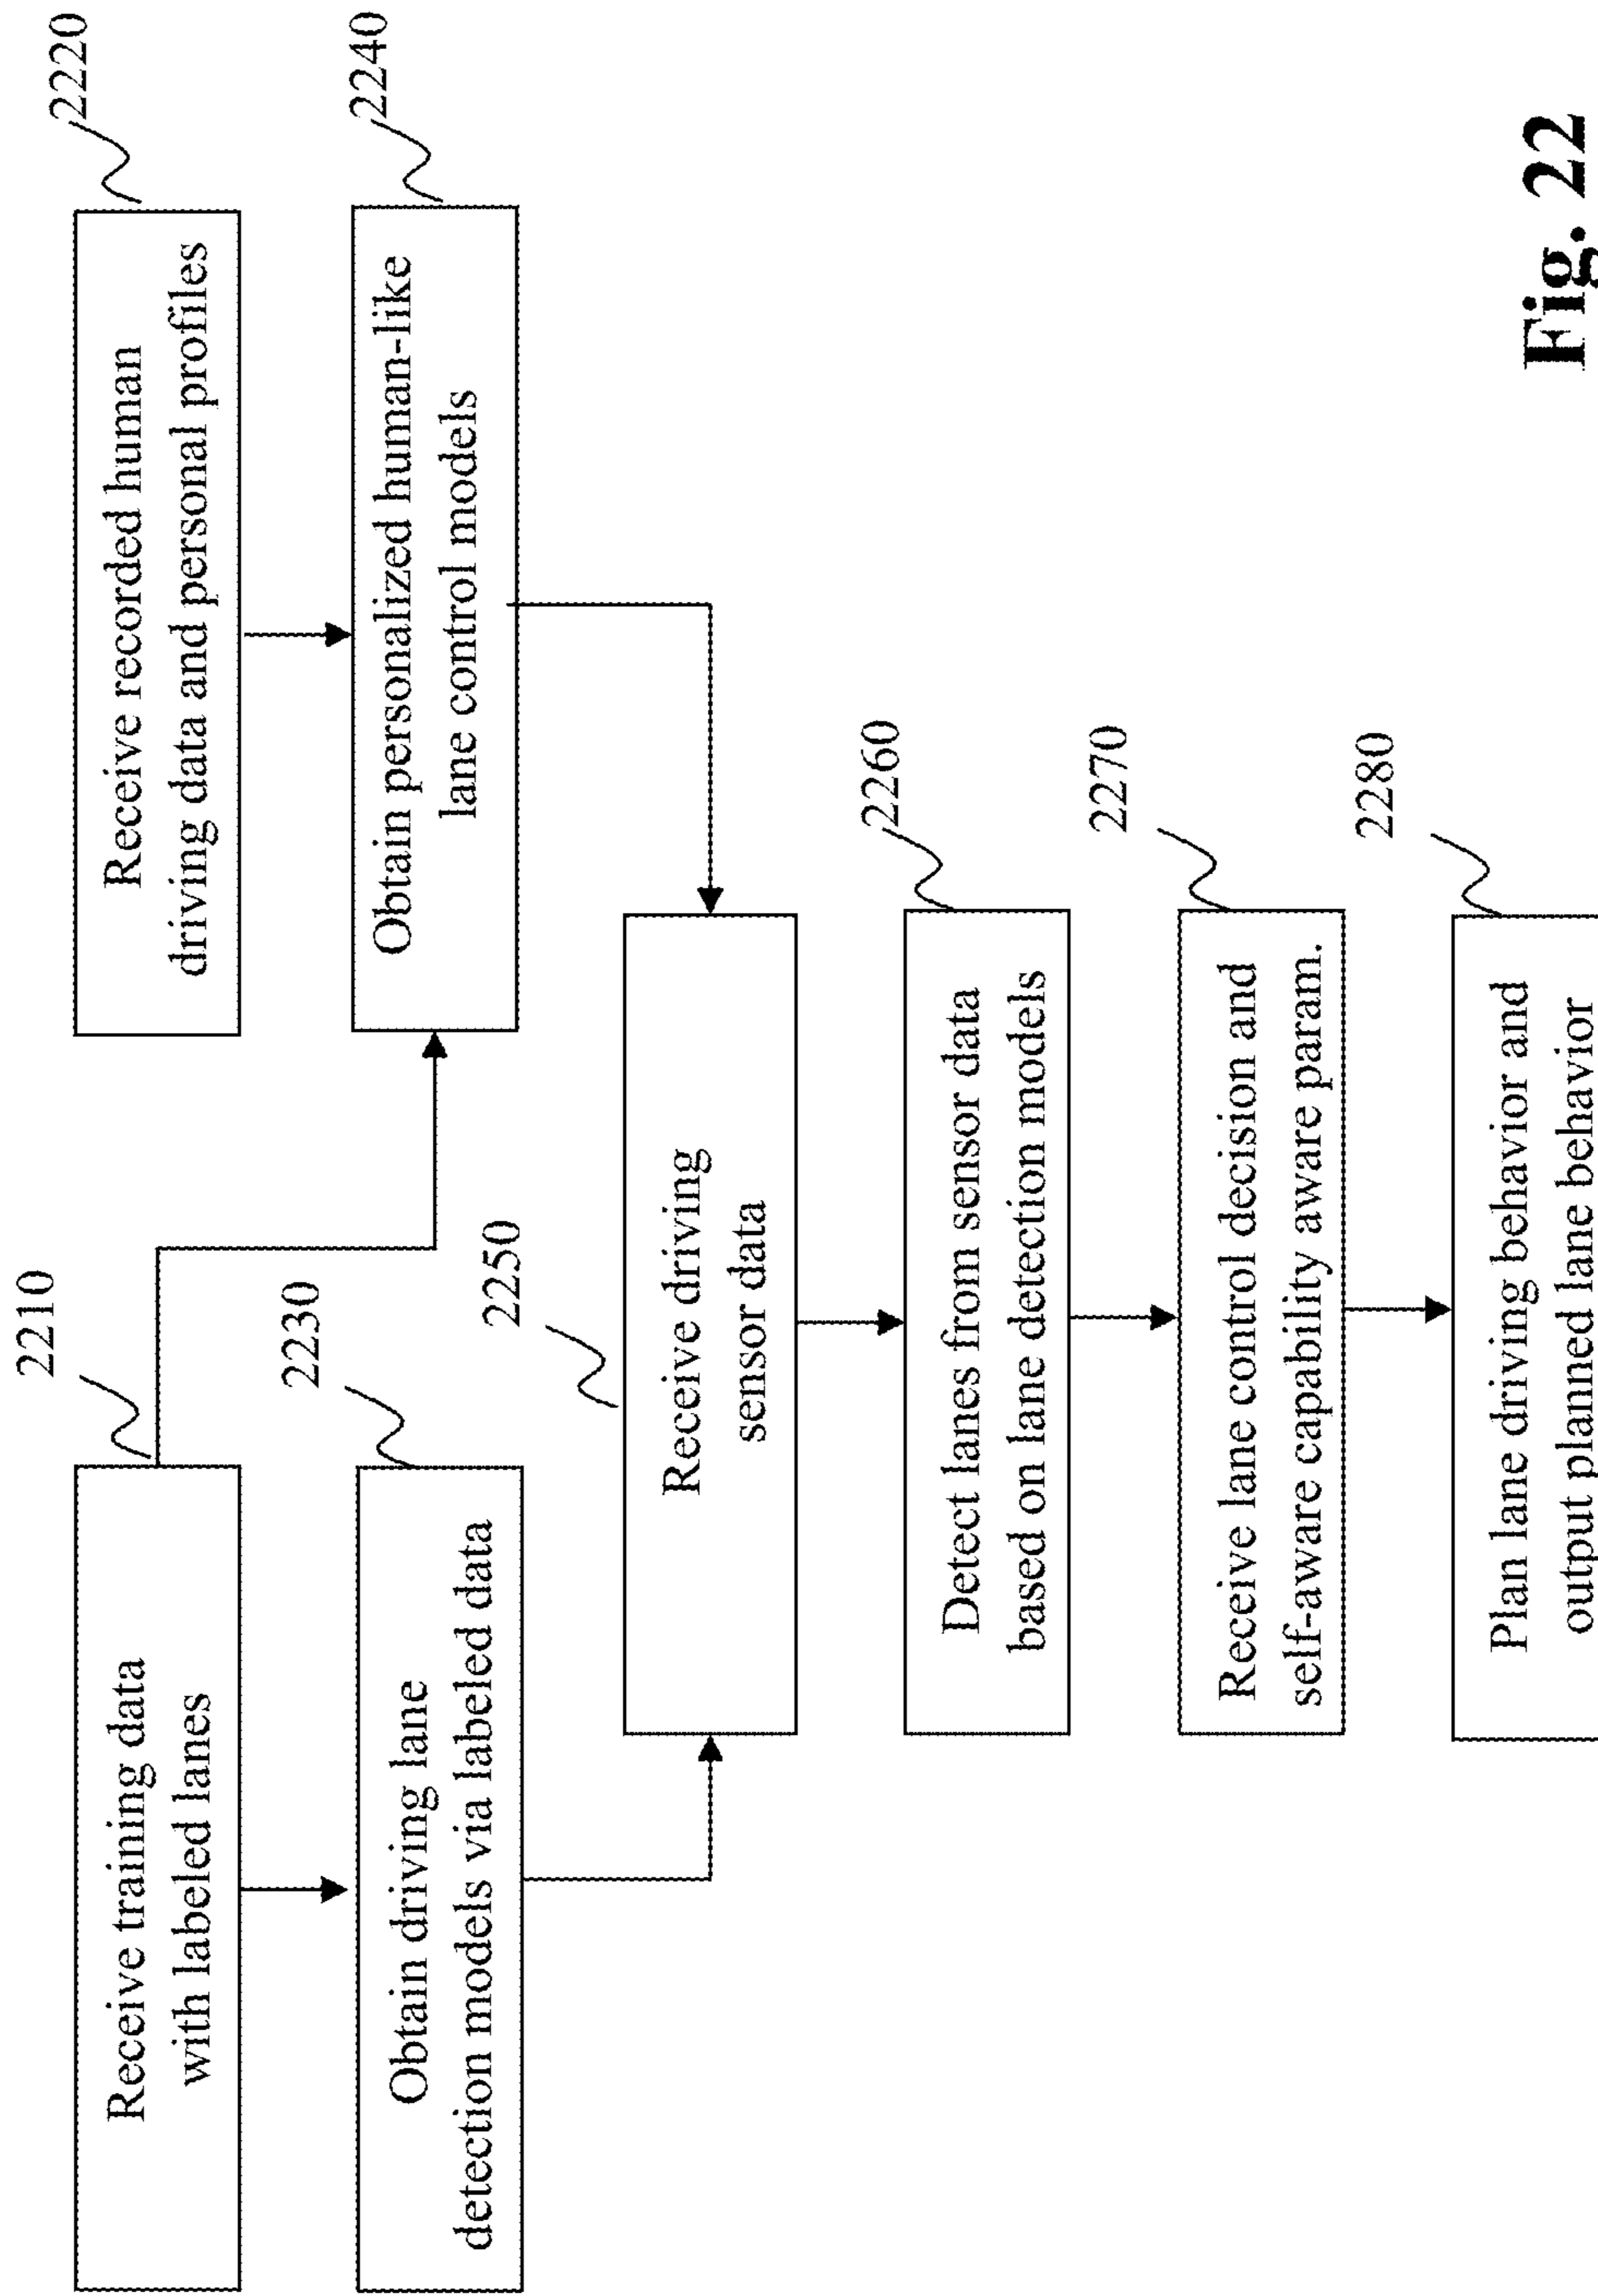 2210
Receive training data
with labeled lanes
2220
Receive recorded human
driving data and personal profiles
2230
Obtain driving lane
detection models via labeled data
2240
Obtain personalized human-like
lane control models
2250
Receive driving
sensor data
2260
Detect lanes from sensor data
based on lane detection models
2270
Receive lane control decision and
self-aware capability aware param.
2280
Plan lane driving behavior and
output planned lane behavior
Fig. 22